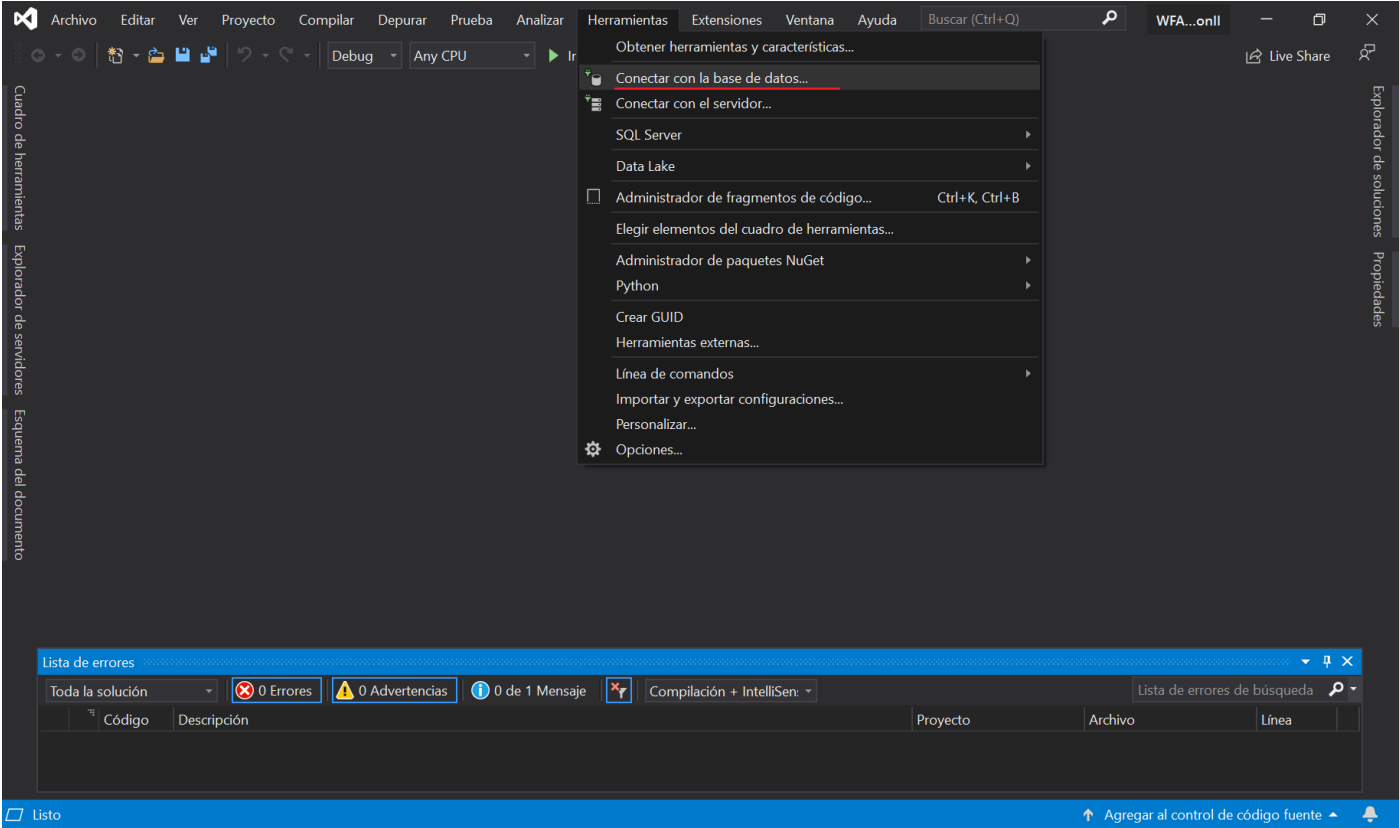 Archivo Editar Ver Proyecto Compilar Depurar Prueba Analizar Herramientas Extensiones Ventana Ayuda Buscar (Ctrl+Q) WFA...onII
Debug Any CPU In Live Share
Cuadro de herramientas
Explorador de servidores
Esquema del documento
Obtener herramientas y características...
Conectar con la base de datos...
Conectar con el servidor...
SQL Server
Data Lake
Administrador de fragmentos de código... Ctrl+K, Ctrl+B
Elegir elementos del cuadro de herramientas...
Administrador de paquetes NuGet
Python
Crear GUID
Herramientas externas...
Línea de comandos
Importar y exportar configuraciones...
Personalizar...
Opciones...
Explorador de soluciones
Propiedades
Lista de errores
Toda la solución 0 Errores 0 Advertencias 0 de 1 Mensaje Compilación + IntelliSen: Lista de errores de búsqueda
Código Descripción Proyecto Archivo Línea
Listo Agregar al control de código fuente